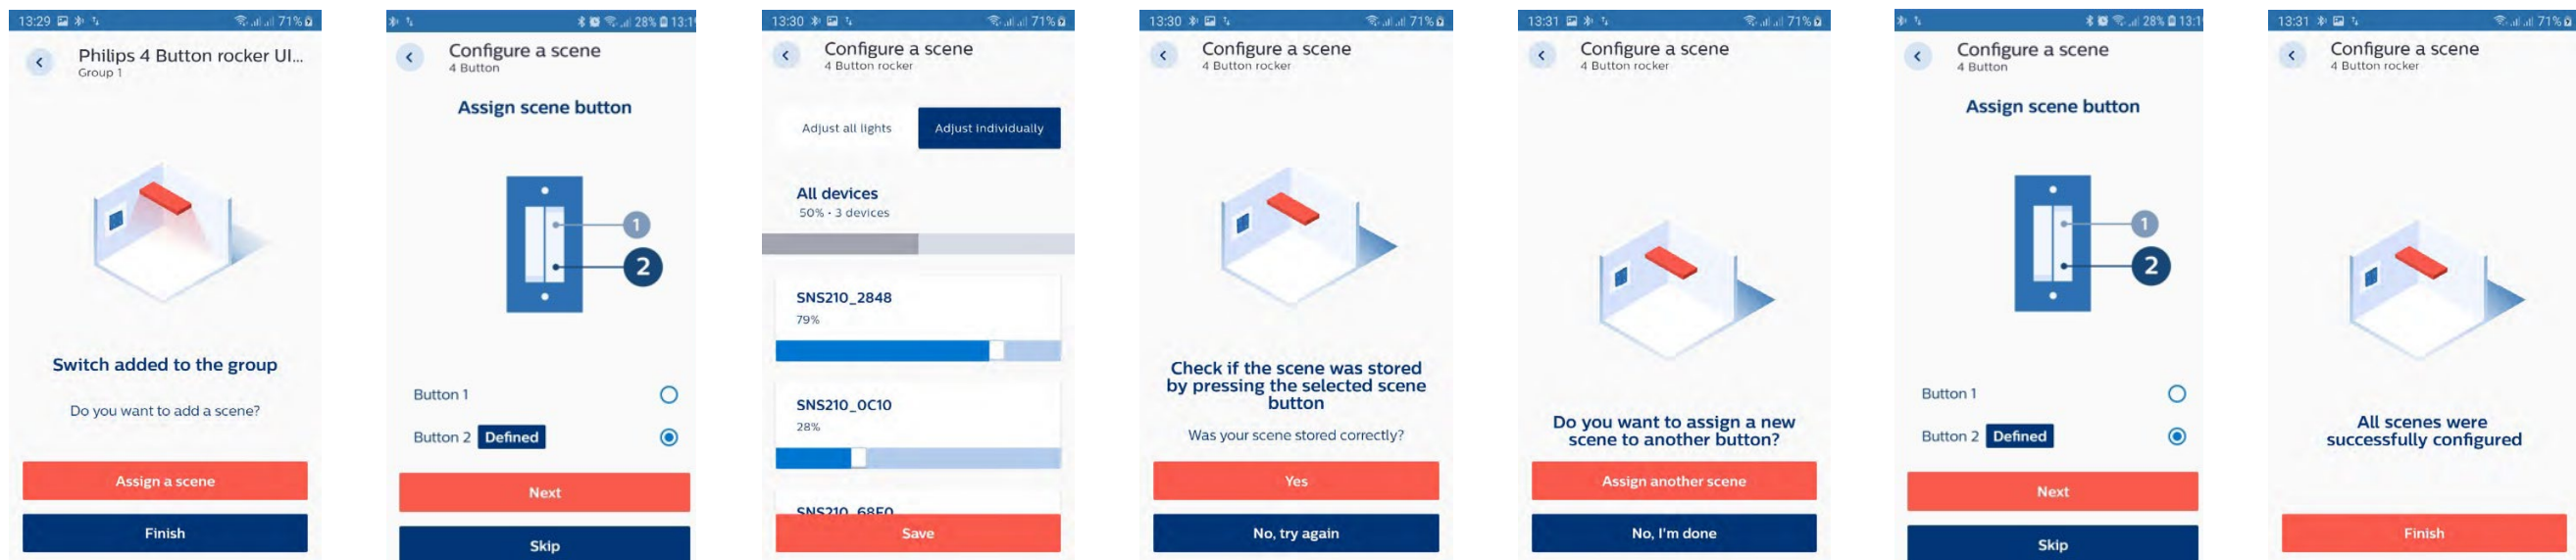 13:29 71%
Philips 4 Button rocker UI...
Group 1
Switch added to the group
Do you want to add a scene?
Assign a scene
Finish
28% 13:1
Configure a scene
4 Button
Assign scene button
1
2
Button 1
Button 2 Defined
Next
Skip
13:30 71%
Configure a scene
4 Button rocker
Adjust all lights Adjust individually
All devices
50% • 3 devices
SNS210_2848
79%
SNS210_0C10
28%
SNS210_68F0
Save
13:30 71%
Configure a scene
4 Button rocker
Check if the scene was stored
by pressing the selected scene
button
Was your scene stored correctly?
Yes
No, try again
13:31 71%
Configure a scene
4 Button rocker
Do you want to assign a new
scene to another button?
Assign another scene
No, I'm done
28% 13:1
Configure a scene
4 Button
Assign scene button
1
2
Button 1
Button 2 Defined
Next
Skip
13:31 71%
Configure a scene
4 Button rocker
All scenes were
successfully configured
Finish